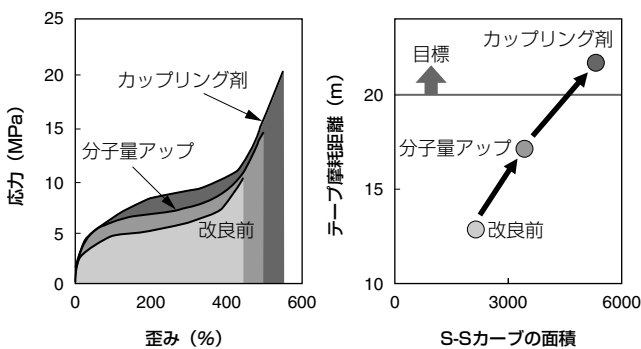 25
20
15
10
5
0
応力（MPa）
カップリング剤
分子量アップ
改良前
0
200
400
600
歪み（%）
目標
カップリング剤
20
分子量アップ
17
改良前
13
10
テープ摩耗距離（m）
0
3000
6000
S-Sカーブの面積